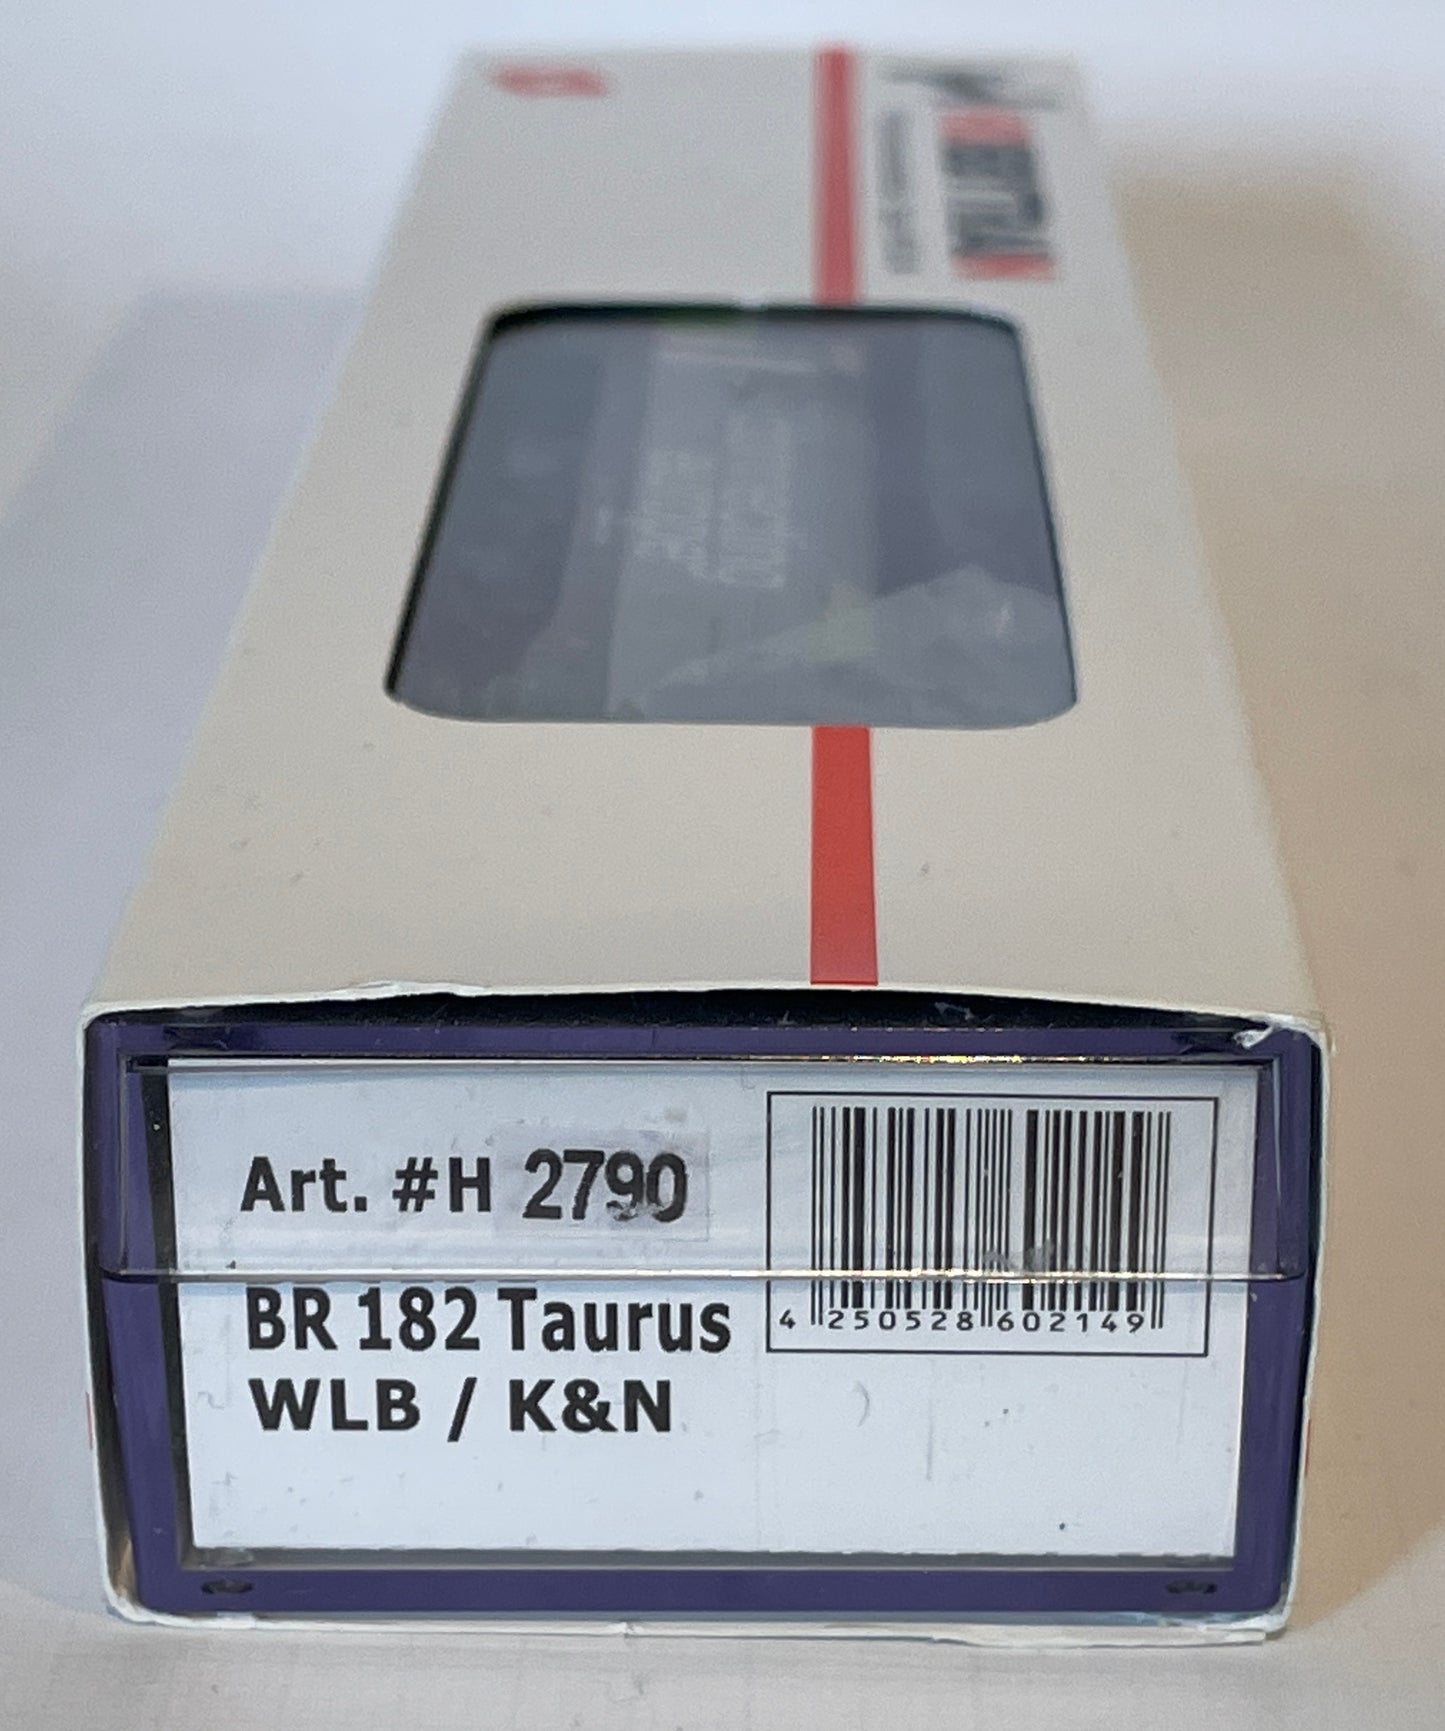 Art. #H 2790
BR 182 Taurus
WLB / K&N
4 250528 602149